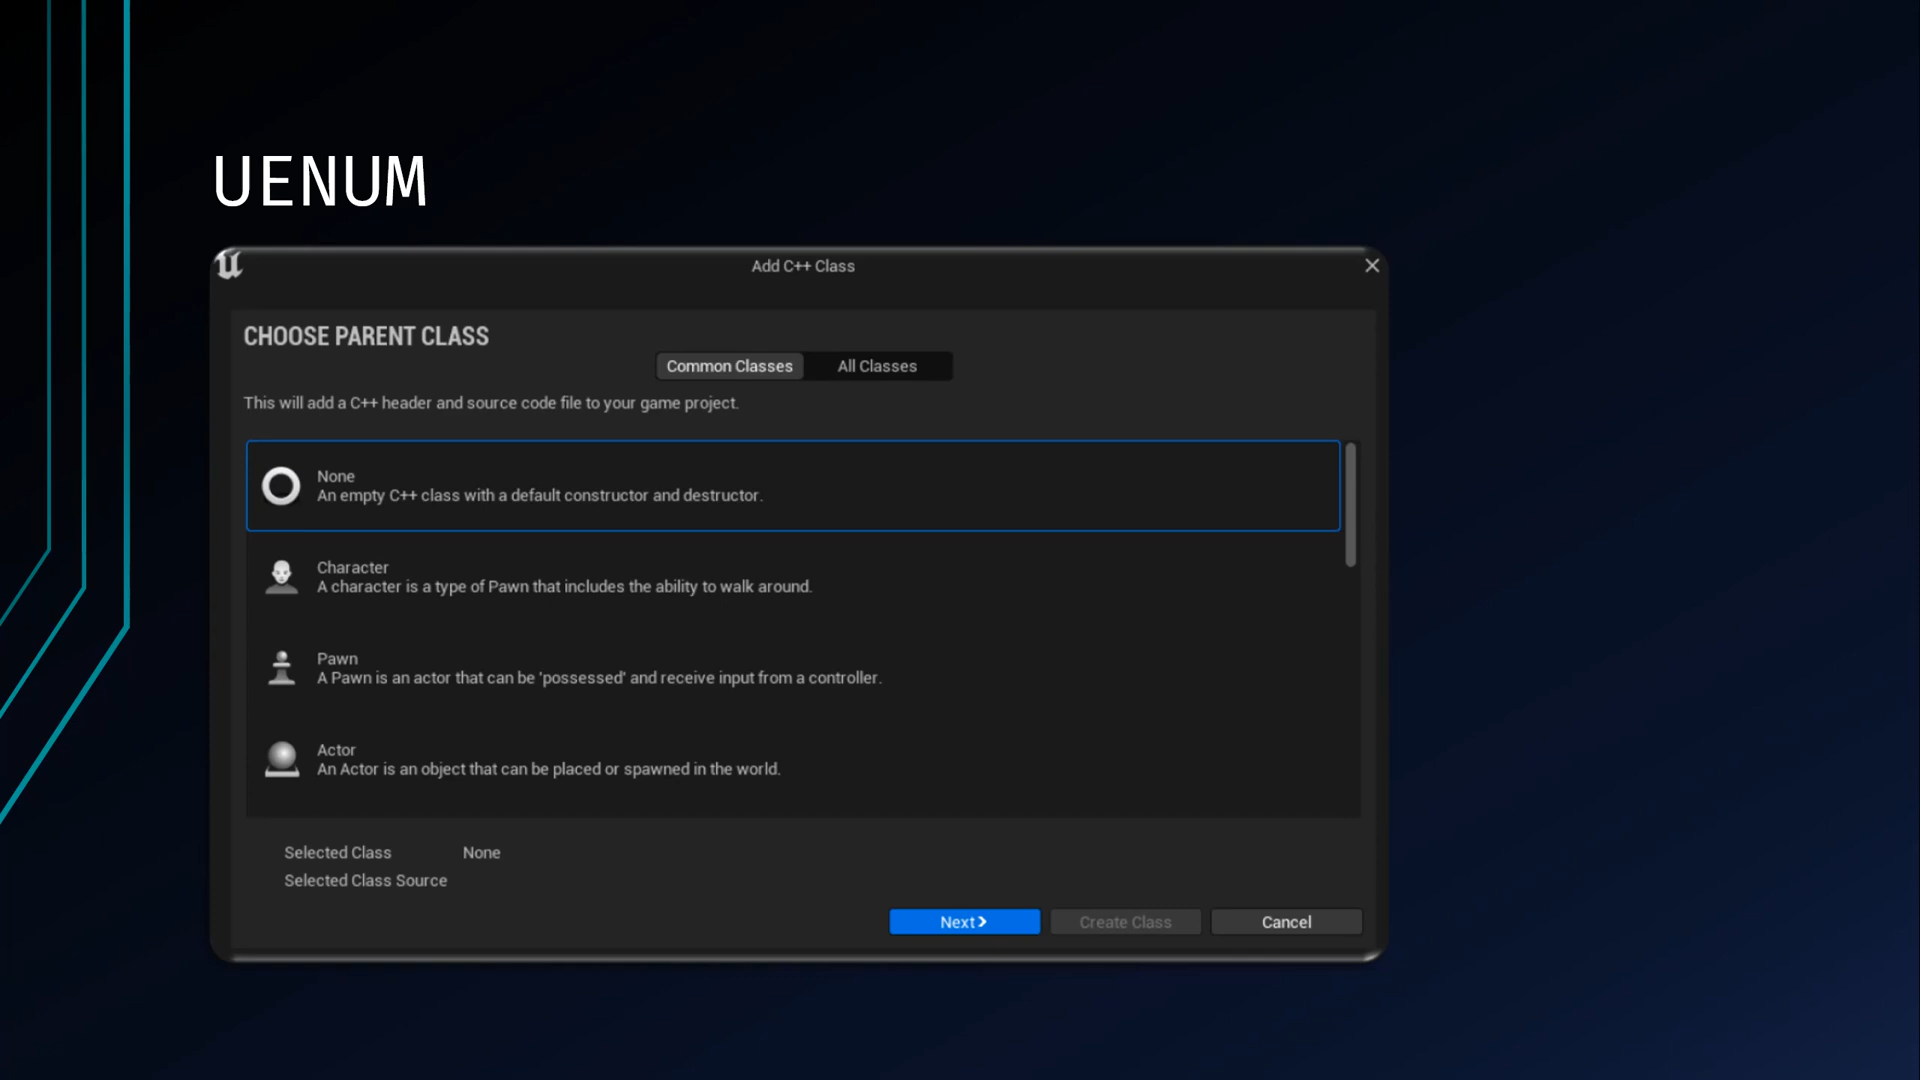 UENUM
Add C++ Class
CHOOSE PARENT CLASS
Common Classes All Classes
This will add a C++ header and source code file to your game project.
None
An empty C++ class with a default constructor and destructor.
Character
A character is a type of Pawn that includes the ability to walk around.
Pawn
A Pawn is an actor that can be 'possessed' and receive input from a controller.
Actor
An Actor is an object that can be placed or spawned in the world.
Selected Class None
Selected Class Source
Next Create Class Cancel